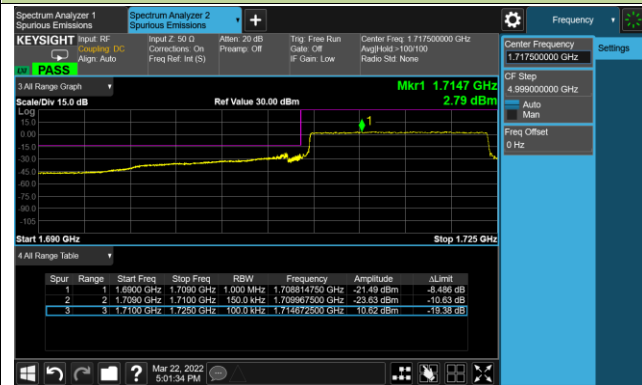 Spectrum Analyzer 1
Spurious Emissions
Spectrum Analyzer 2
Spurious Emissions
Frequency
KEYSIGHT
Input: RF
Coupling: DC
Align: Auto
Input Z: 50 Ω
Corrections: On
Freq Ref: Int (S)
Atten: 20 dB
Preamp: Off
Trig: Free Run
Gate: Off
IF Gain: Low
Center Freq: 1.717500000 GHz
Avg|Hold:>100/100
Radio Std: None
PASS
Center Frequency
1.717500000 GHz
Settings
CF Step
4.999000000 GHz
Auto
Man
Freq Offset
0 Hz
3 All Range Graph
Mkr1 1.7147 GHz
2.79 dBm
Scale/Div 15.0 dB
Ref Value 30.00 dBm
Log
15.0
0.00
-15.0
-30.0
-45.0
-60.0
-75.0
-90.0
-105
1
Start 1.690 GHz
Stop 1.725 GHz
4 All Range Table
Spur Range Start Freq Stop Freq RBW Frequency Amplitude ΔLimit
1 1 1.6900 GHz 1.7090 GHz 1.000 MHz 1.708814750 GHz -21.49 dBm -8.486 dB
2 2 1.7090 GHz 1.7100 GHz 150.0 kHz 1.709967500 GHz -23.63 dBm -10.63 dB
3 3 1.7100 GHz 1.7250 GHz 100.0 kHz 1.714672500 GHz 10.62 dBm -19.38 dB
Mar 22, 2022
5:01:34 PM